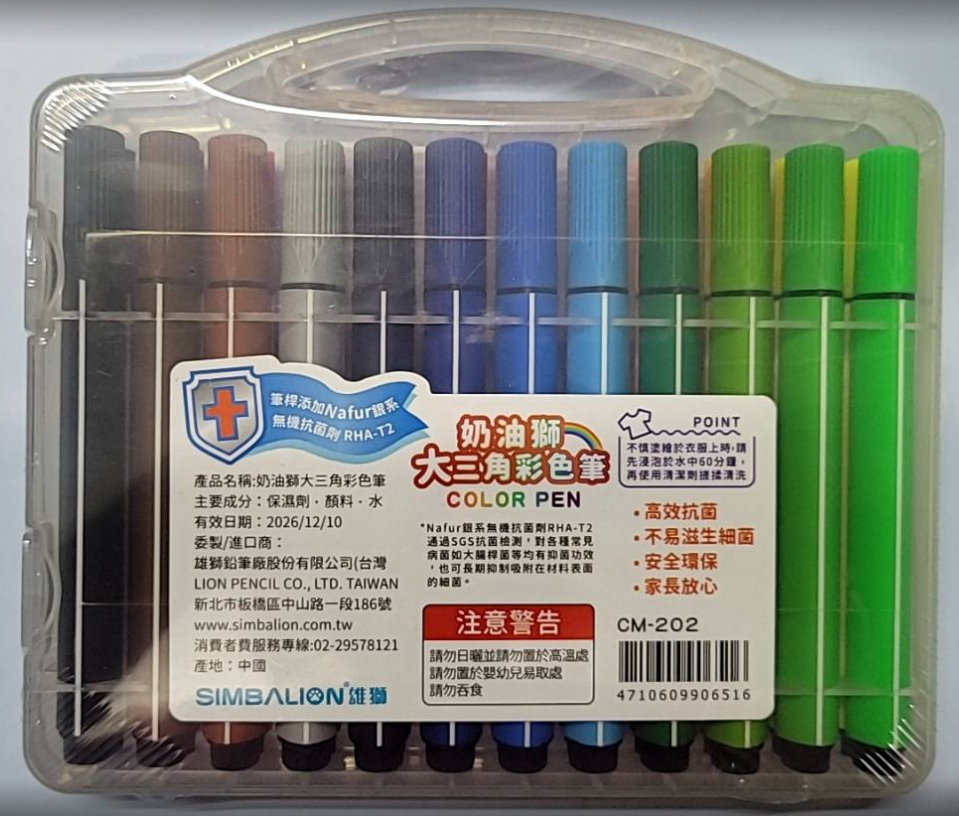 筆桿添加Nafur銀系
無機抗菌劑 RHA-T2
產品名稱:奶油獅大三角彩色筆
主要成分：保濕劑．顏料．水
有效日期：2026/12/10
委製/進口商：
雄獅鉛筆廠股份有限公司(台灣
LION PENCIL CO., LTD. TAIWAN
新北市板橋區中山路一段186號
www.simbalion.com.tw
消費者費服務專線:02-29578121
產地：中國
SIMBALION® 雄獅
奶油獅
大三角彩色筆
COLOR PEN
*Nafur銀系無機抗菌劑RHA-T2
通過SGS抗菌檢測，對各種常見
病菌如大腸桿菌等均有抑菌功效
，也可長期抑制吸附在材料表面
的細菌。
注意警告
請勿日曬並請勿置於高溫處
請勿置於嬰幼兒易取處
請勿吞食
POINT
不慎塗繪於衣服上時,請
先浸泡於水中60分鐘，
再使用清潔劑搓揉清洗
•高效抗菌
•不易滋生細菌
•安全環保
•家長放心
CM-202
4710609906516